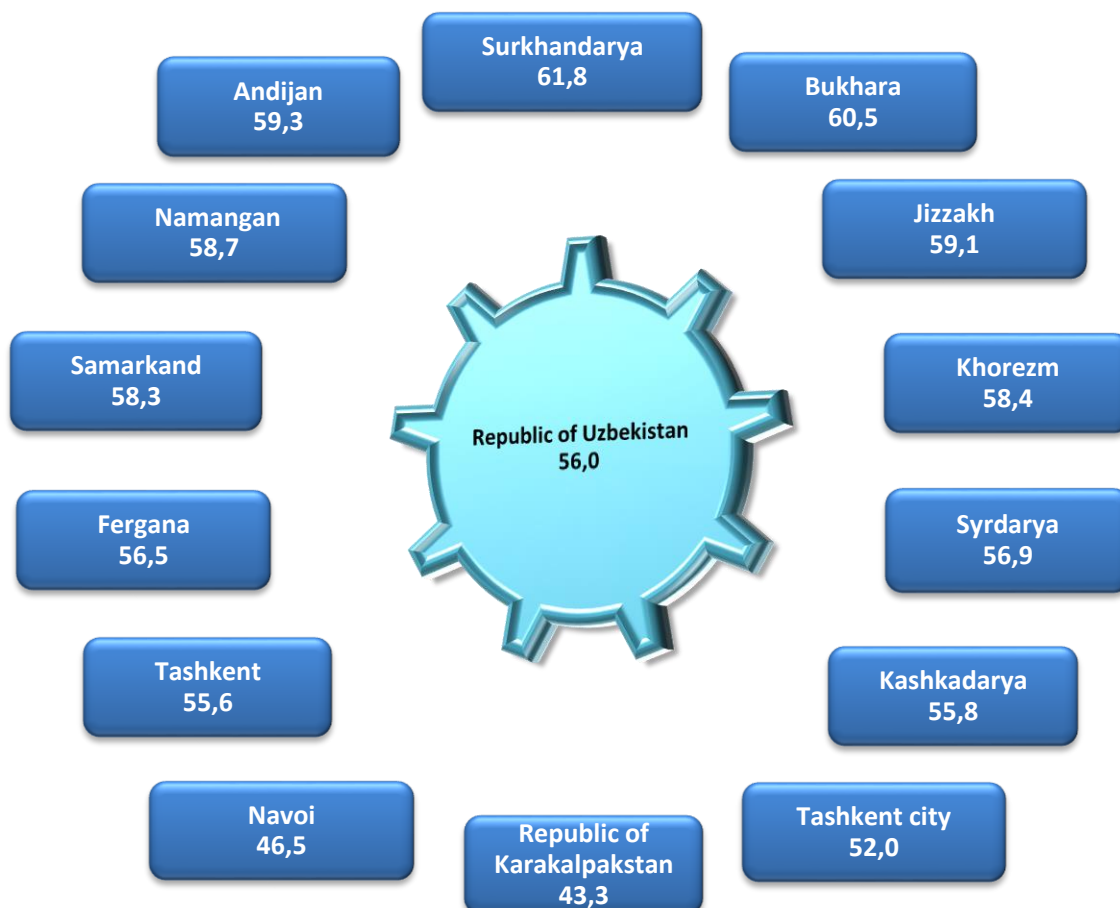 Surkhandarya
61,8
Andijan
59,3
Bukhara
60,5
Namangan
58,7
Jizzakh
59,1
Samarkand
58,3
Khorezm
58,4
Republic of Uzbekistan
56,0
Fergana
56,5
Syrdarya
56,9
Tashkent
55,6
Kashkadarya
55,8
Navoi
46,5
Republic of
Karakalpakstan
43,3
Tashkent city
52,0